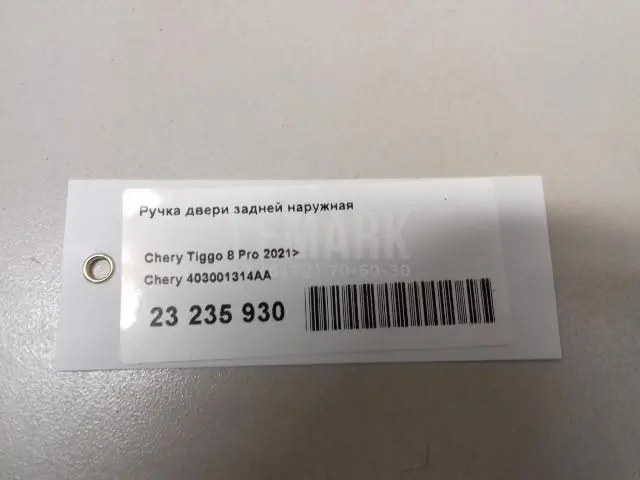 Ручка двери задней наружная
Chery Tiggo 8 Pro 2021>
Chery 403001314AA
23 235 930